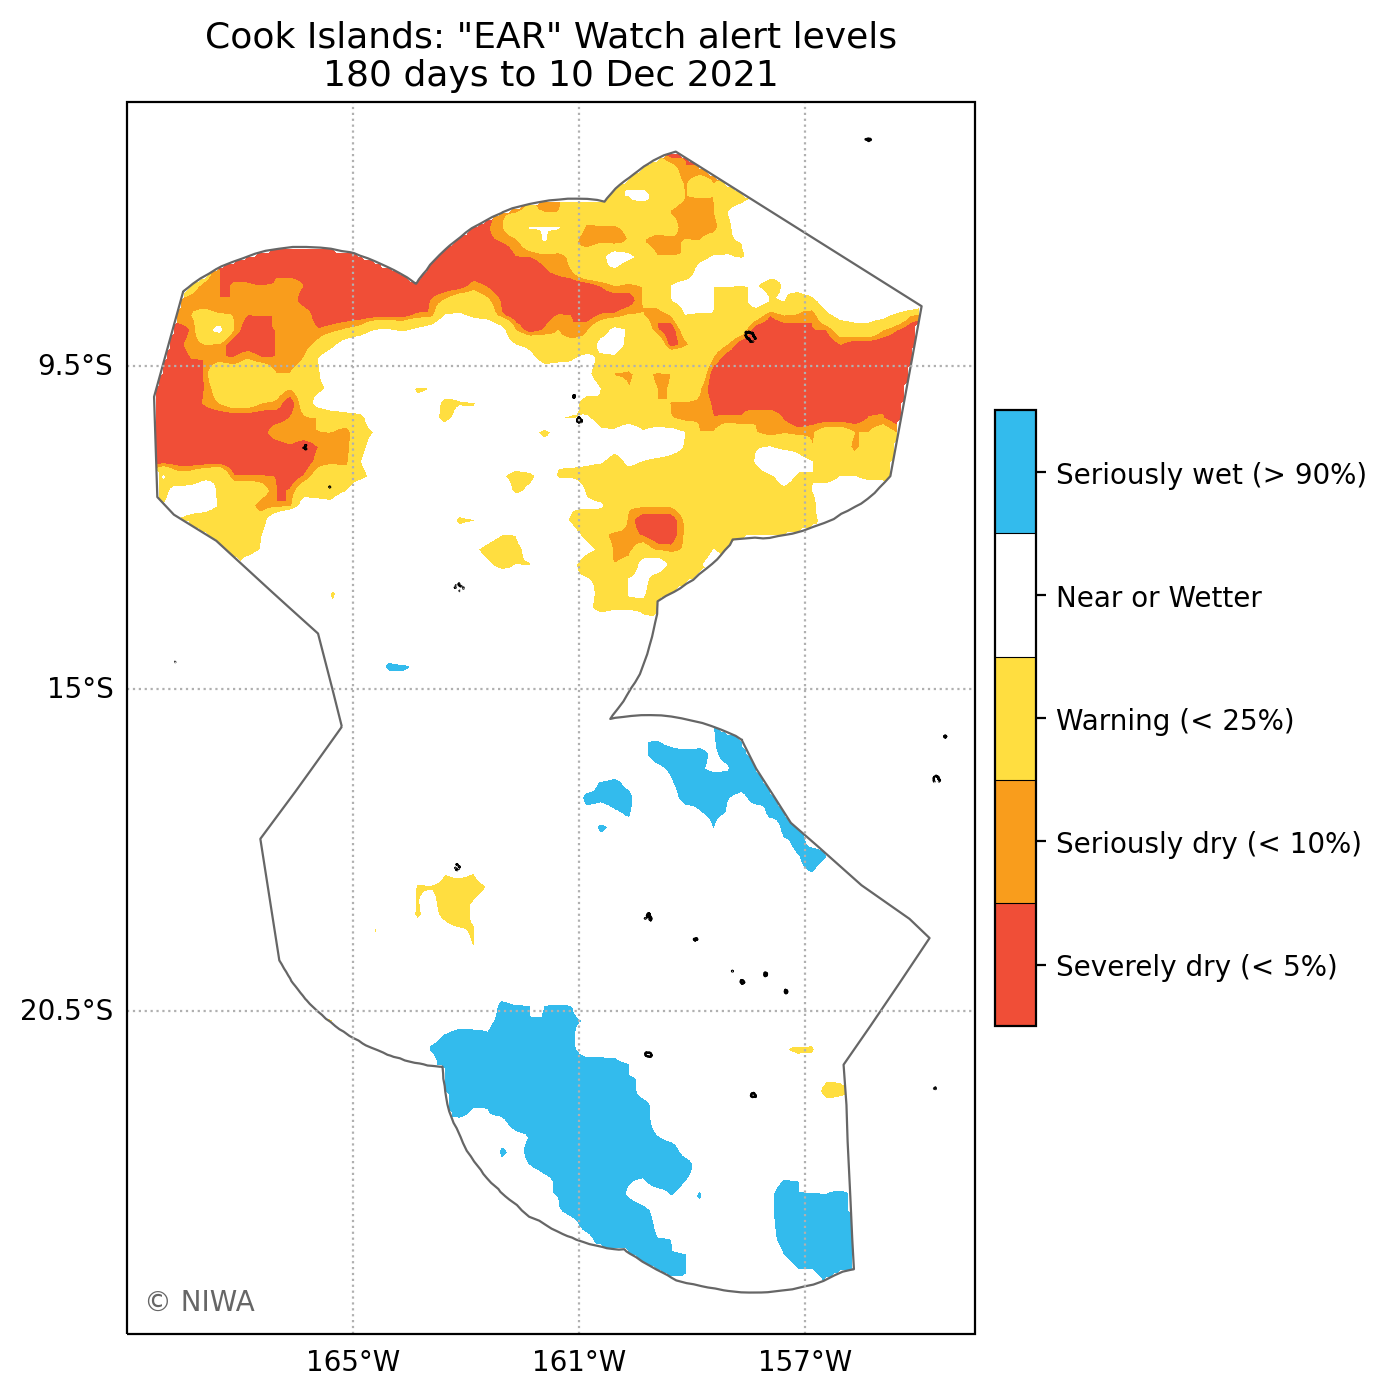 Cook Islands: "EAR" Watch alert levels
180 days to 10 Dec 2021
9.5°S
15°S
20.5°S
165°W
161°W
157°W
Seriously wet (> 90%)
Near or Wetter
Warning (< 25%)
Seriously dry (< 10%)
Severely dry (< 5%)
© NIWA